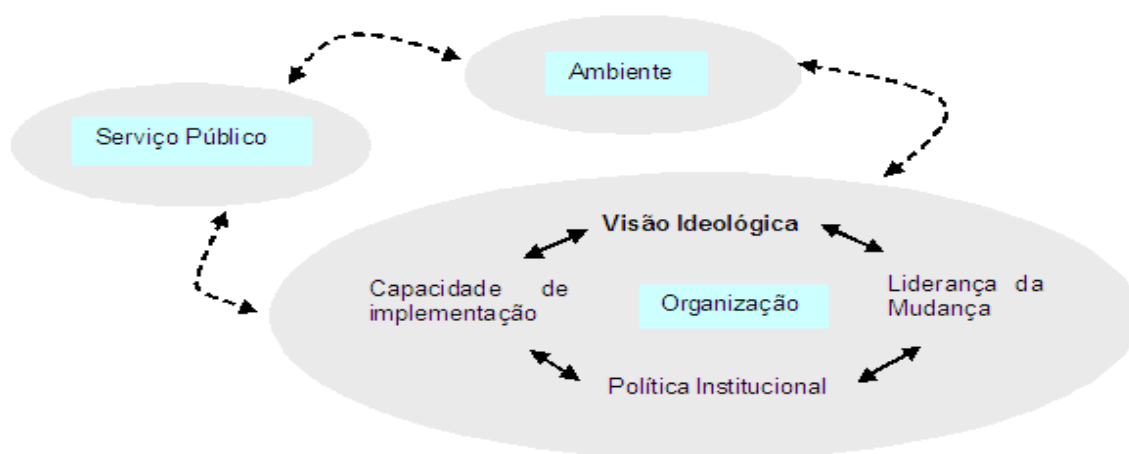 Ambiente
Serviço Público
Visão Ideológica
Capacidade de
implementação
Organização
Liderança da
Mudança
Política Institucional